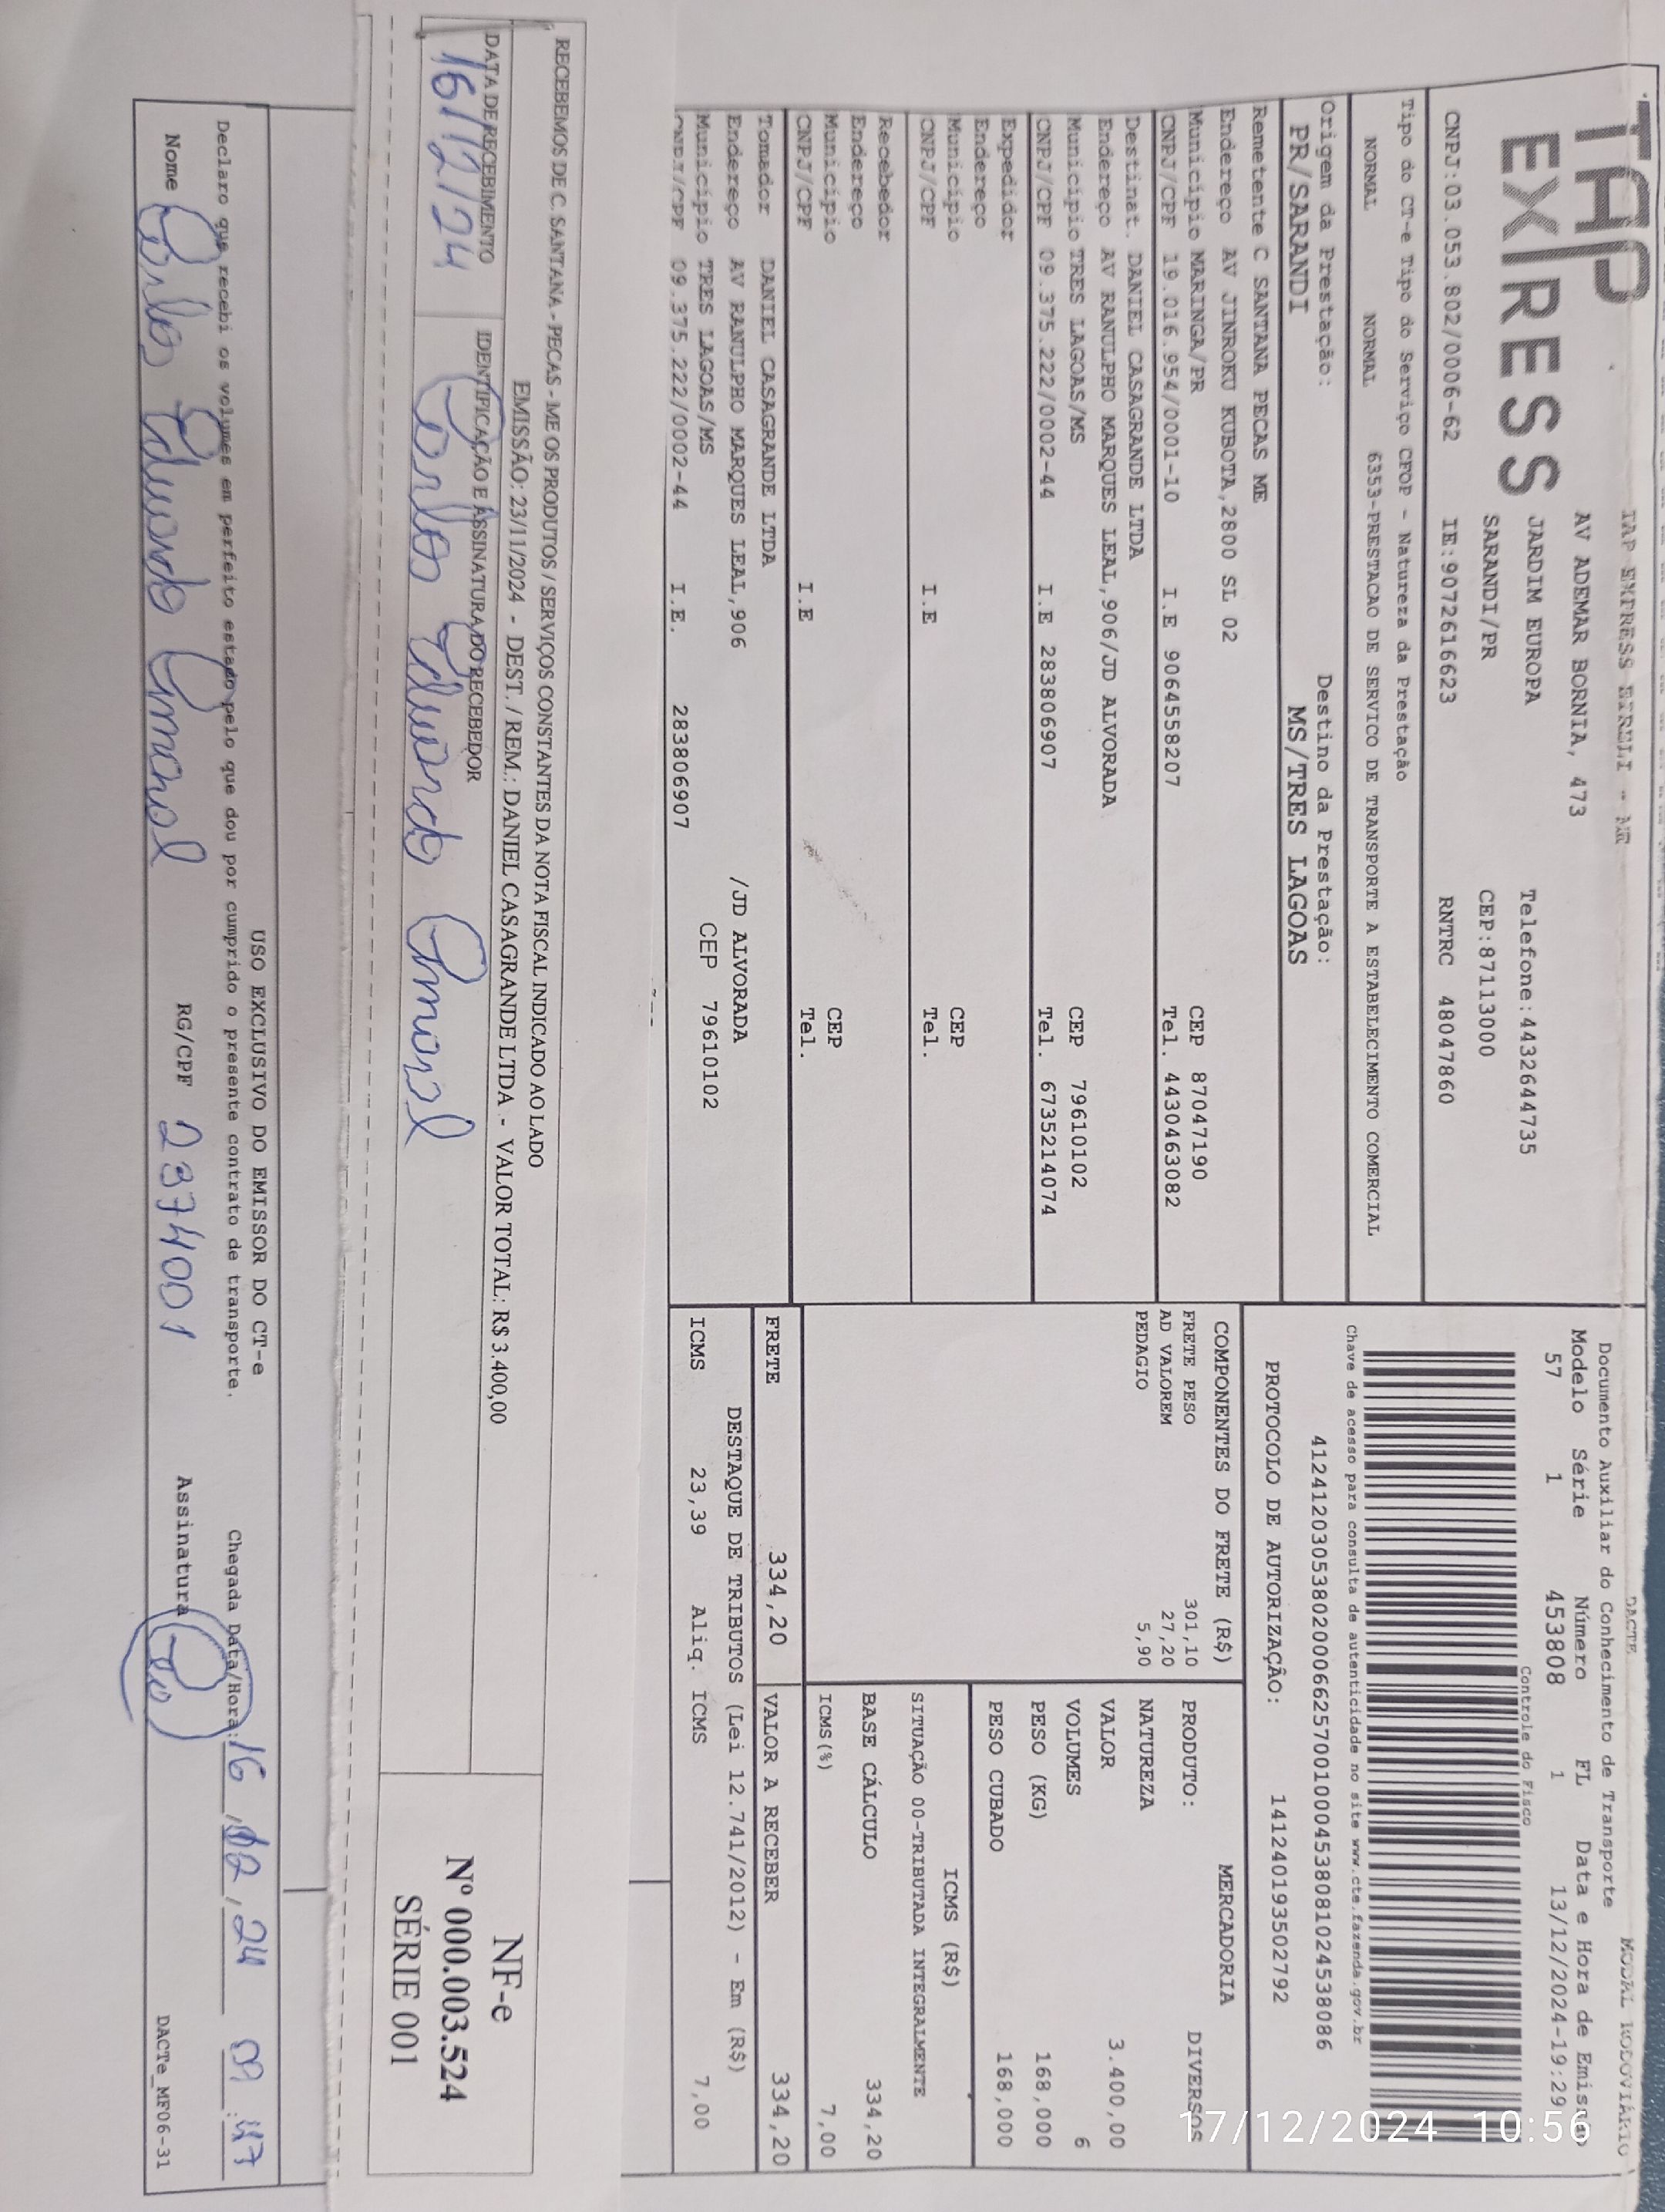 TAP EXPRESS EIRELI - ME
TAP
EXPRESS
AV ADEMAR BORNIA, 473
JARDIM EUROPA Telefone:4432644735
SARANDI/PR CEP:87113000
CNPJ:03.053.802/0006-62 IE:9072616623 RNTRC 48047860
DACTE MODAL RODOVIÁRIO
Documento Auxiliar do Conhecimento de Transporte
Modelo Série Número FL Data e Hora de Emissão
57 1 453808 1 13/12/2024-19:29
Controle do Fisco
Chave de acesso para consulta de autenticidade no site www.cte.fazenda.gov.br
41241203053802000662570010004538081024538086
PROTOCOLO DE AUTORIZAÇÃO: 141240193502792
Tipo do CT-e Tipo do Serviço CFOP - Natureza da Prestação
NORMAL NORMAL 6353-PRESTACAO DE SERVICO DE TRANSPORTE A ESTABELECIMENTO COMERCIAL
Origem da Prestação: Destino da Prestação:
PR/SARANDI MS/TRES LAGOAS
Remetente C SANTANA PECAS ME
Endereço AV JINROKU KUBOTA,2800 SL 02
Municipio MARINGA/PR CEP 87047190
CNPJ/CPF 19.016.954/0001-10 I.E 9064558207 Tel. 4430463082
Destinat. DANIEL CASAGRANDE LTDA
Endereço AV RANULPHO MARQUES LEAL,906/JD ALVORADA
Municipio TRES LAGOAS/MS CEP 79610102
CNPJ/CPF 09.375.222/0002-44 I.E 283806907 Tel. 6735214074
Expedidor
Endereço
Municipio CEP
CNPJ/CPF I.E Tel.
Recebedor
Endereço
Municipio CEP
CNPJ/CPF I.E Tel.
Tomador DANIEL CASAGRANDE LTDA
Endereço AV RANULPHO MARQUES LEAL,906 /JD ALVORADA
Municipio TRES LAGOAS/MS CEP 79610102
CNPJ/CPF 09.375.222/0002-44 I.E. 283806907
COMPONENTES DO FRETE (R$)
FRETE PESO 301,10
AD VALOREM 27,20
PEDAGIO 5,90
MERCADORIA
PRODUTO: DIVERSOS
NATUREZA
VALOR 3.400,00
VOLUMES 6
PESO (KG) 168,000
PESO CUBADO 168,000
ICMS (R$)
SITUAÇÃO 00-TRIBUTADA INTEGRALMENTE
BASE CÁLCULO 334,20
ICMS(%) 7,00
FRETE 334,20 VALOR A RECEBER 334,20
DESTAQUE DE TRIBUTOS (Lei 12.741/2012) - Em (R$)
ICMS 23,39 Aliq. ICMS 7,00
RECEBEMOS DE C. SANTANA - PECAS - ME OS PRODUTOS / SERVIÇOS CONSTANTES DA NOTA FISCAL INDICADO AO LADO
EMISSÃO: 23/11/2024 - DEST. / REM.: DANIEL CASAGRANDE LTDA - VALOR TOTAL: R$ 3.400,00
DATA DE RECEBIMENTO IDENTIFICAÇÃO E ASSINATURA DO RECEBEDOR
16/12/24 Carlos Eduardo Amaral
NF-e
Nº 000.003.524
SÉRIE 001
USO EXCLUSIVO DO EMISSOR DO CT-e
Declaro que recebi os volumes em perfeito estado pelo que dou por cumprido o presente contrato de transporte. Chegada Data/Hora: 16,12,24 :47
Nome Carlos Eduardo Amaral RG/CPF 2374001 Assinatura
DACTe_MF06-31
17/12/2024 10:56